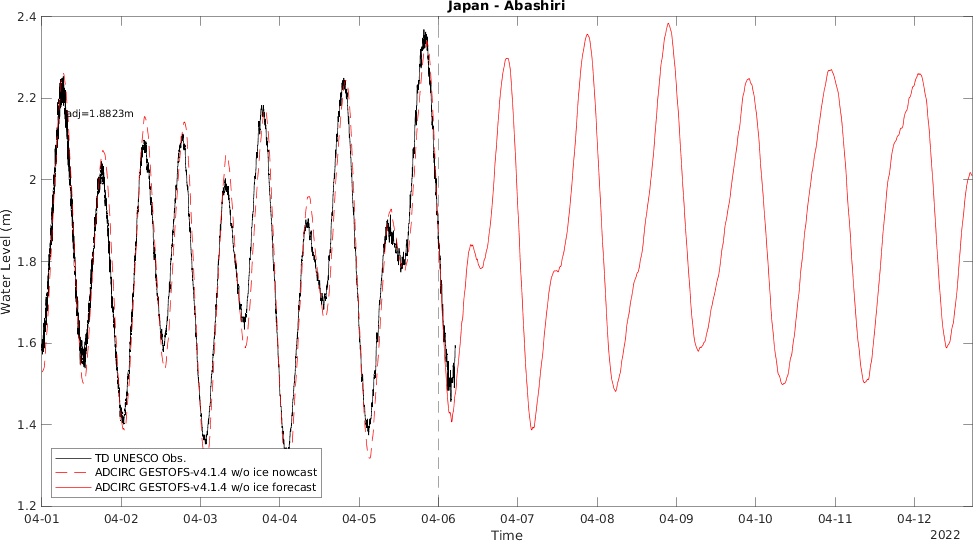 Japan - Abashiri
2.4
2.2
2
1.8
1.6
1.4
1.2
Water Level (m)
adj=1.8823m
TD UNESCO Obs.
ADCIRC GESTOFS-v4.1.4 w/o ice nowcast
ADCIRC GESTOFS-v4.1.4 w/o ice forecast
04-01 04-02 04-03 04-04 04-05 04-06 04-07 04-08 04-09 04-10 04-11 04-12
Time
2022